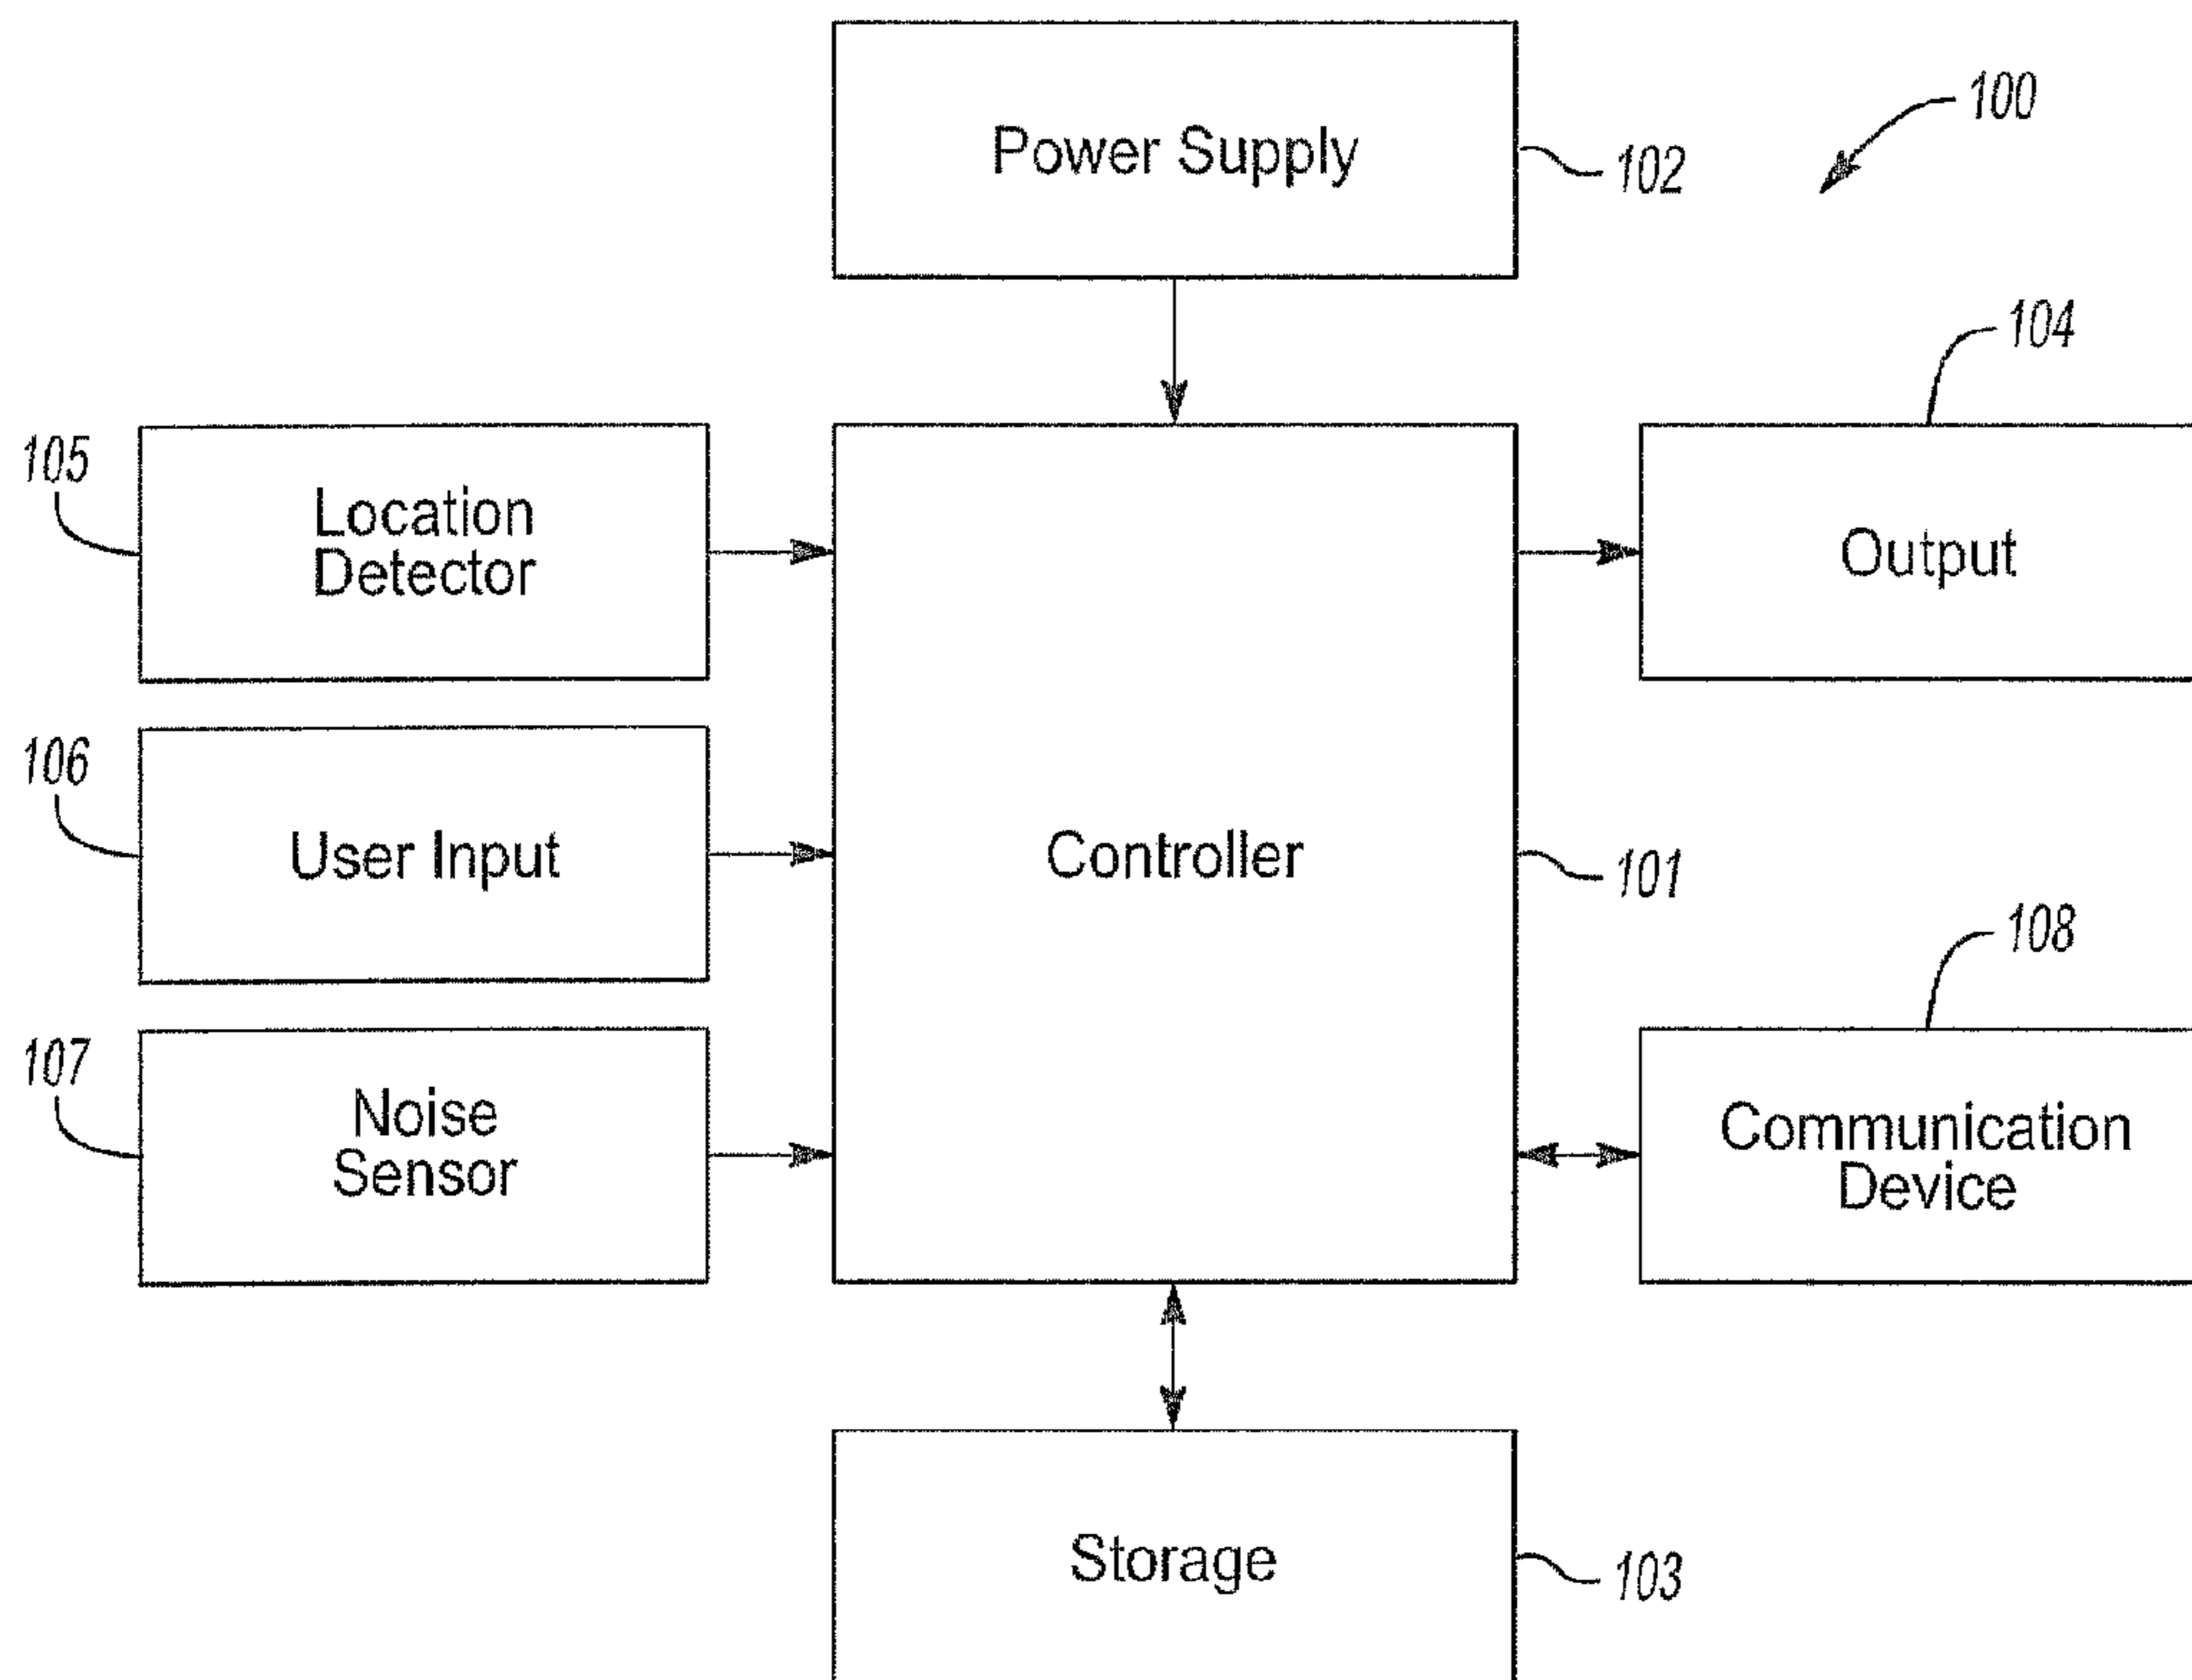 Power Supply
102
100
105
Location
Detector
104
Output
106
User Input
Controller
101
107
Noise
Sensor
108
Communication
Device
Storage
103